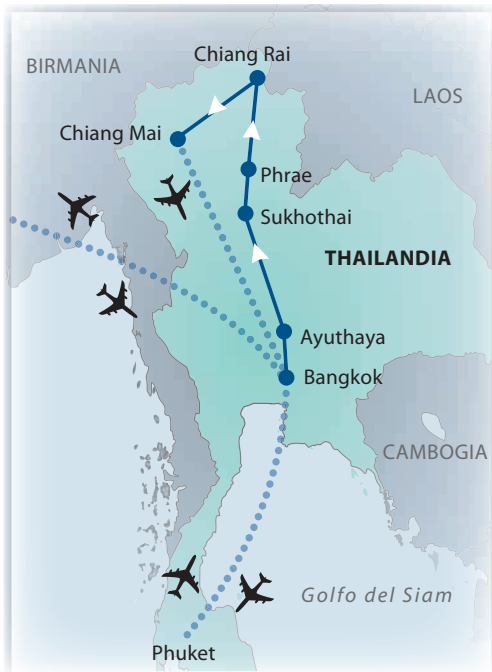 Chiang Rai
BIRMANIA
LAOS
Chiang Mai
Phrae
Sukhothai
THAILANDIA
Ayuthaya
Bangkok
CAMBOGIA
Golfo del Siam
Phuket